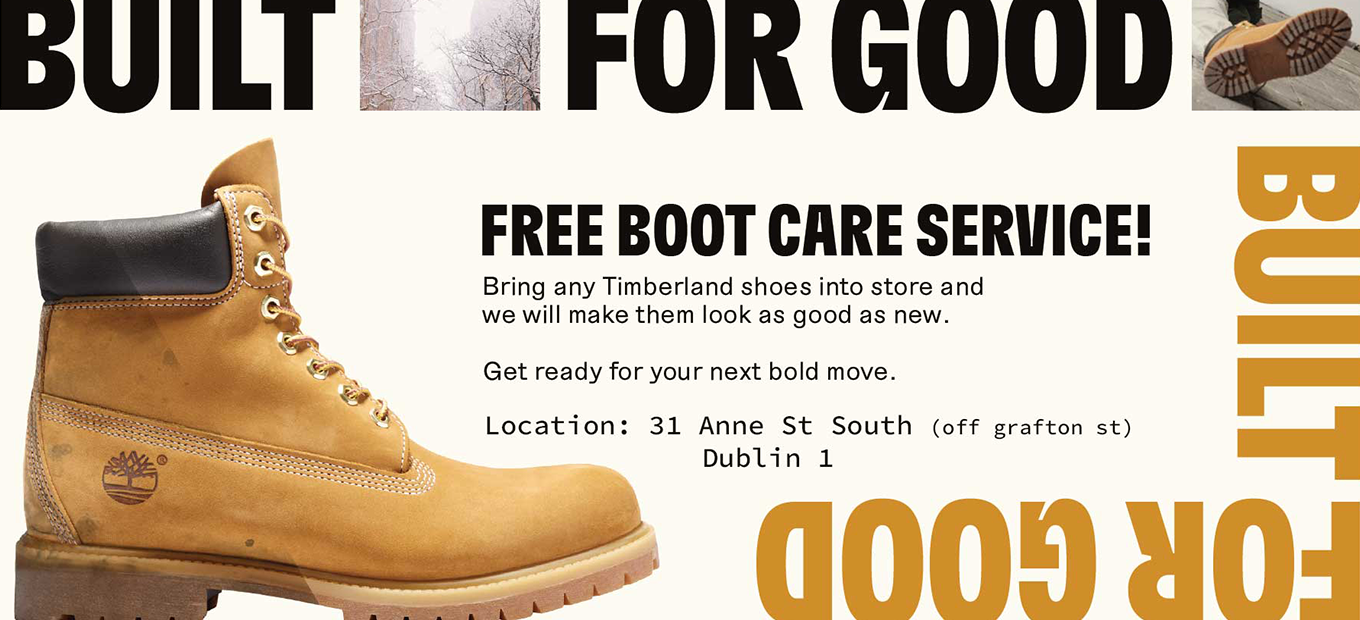 BUILT FOR GOOD
FREE BOOT CARE SERVICE!
Bring any Timberland shoes into store and
we will make them look as good as new.
Get ready for your next bold move.
Location: 31 Anne St South (off grafton st)
Dublin 1
BUILT
FOR GOOD